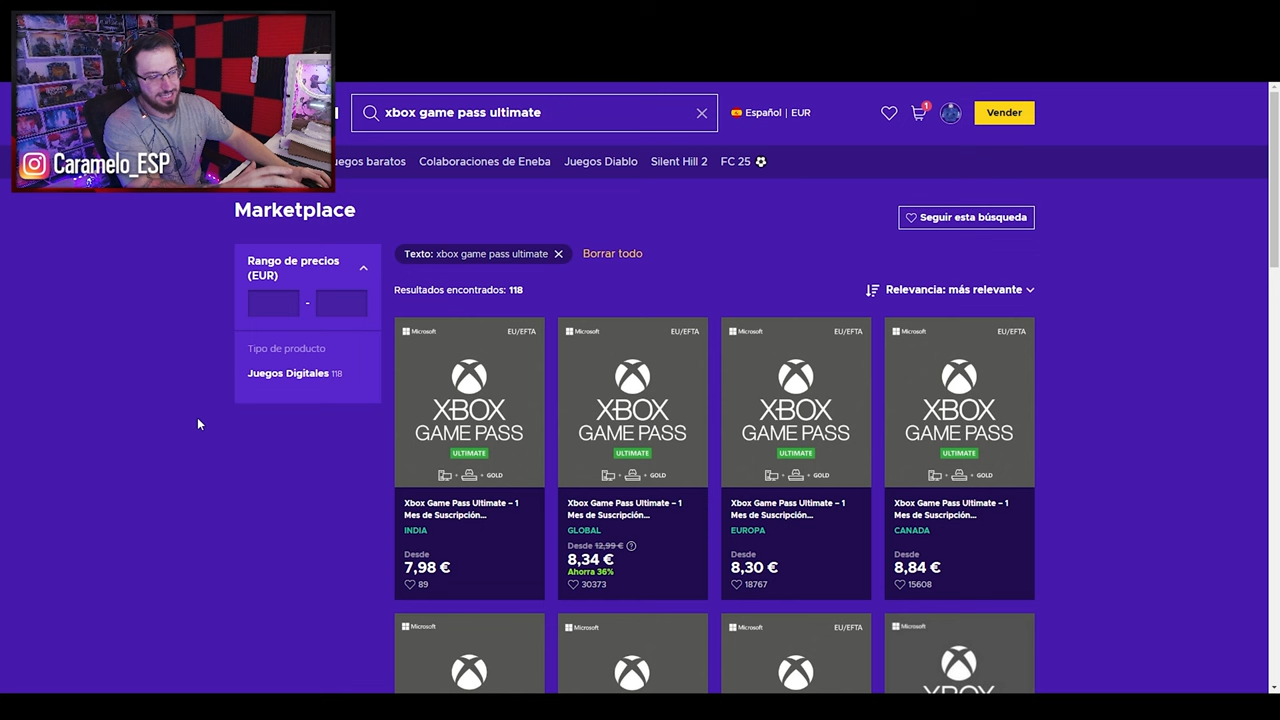 Caramelo_ESP
xbox game pass ultimate
Español | EUR
1
Vender
uegos baratos
Colaboraciones de Eneba
Juegos Diablo
Silent Hill 2
FC 25
Marketplace
Seguir esta búsqueda
Rango de precios
(EUR)
-
Tipo de producto
Juegos Digitales 118
Texto: xbox game pass ultimate
Borrar todo
Resultados encontrados: 118
Relevancia: más relevante
Microsoft EU/EFTA
XBOX
GAME PASS
ULTIMATE
+ + GOLD
Xbox Game Pass Ultimate – 1
Mes de Suscripción...
INDIA
Desde
7,98 €
89
Microsoft EU/EFTA
XBOX
GAME PASS
ULTIMATE
+ + GOLD
Xbox Game Pass Ultimate – 1
Mes de Suscripción...
GLOBAL
Desde 12,99 €
8,34 €
Ahorra 36%
30373
Microsoft EU/EFTA
XBOX
GAME PASS
ULTIMATE
+ + GOLD
Xbox Game Pass Ultimate – 1
Mes de Suscripción...
EUROPA
Desde
8,30 €
18767
Microsoft EU/EFTA
XBOX
GAME PASS
ULTIMATE
+ + GOLD
Xbox Game Pass Ultimate – 1
Mes de Suscripción...
CANADA
Desde
8,84 €
15608
Microsoft
Microsoft
Microsoft EU/EFTA
Microsoft
XBOX